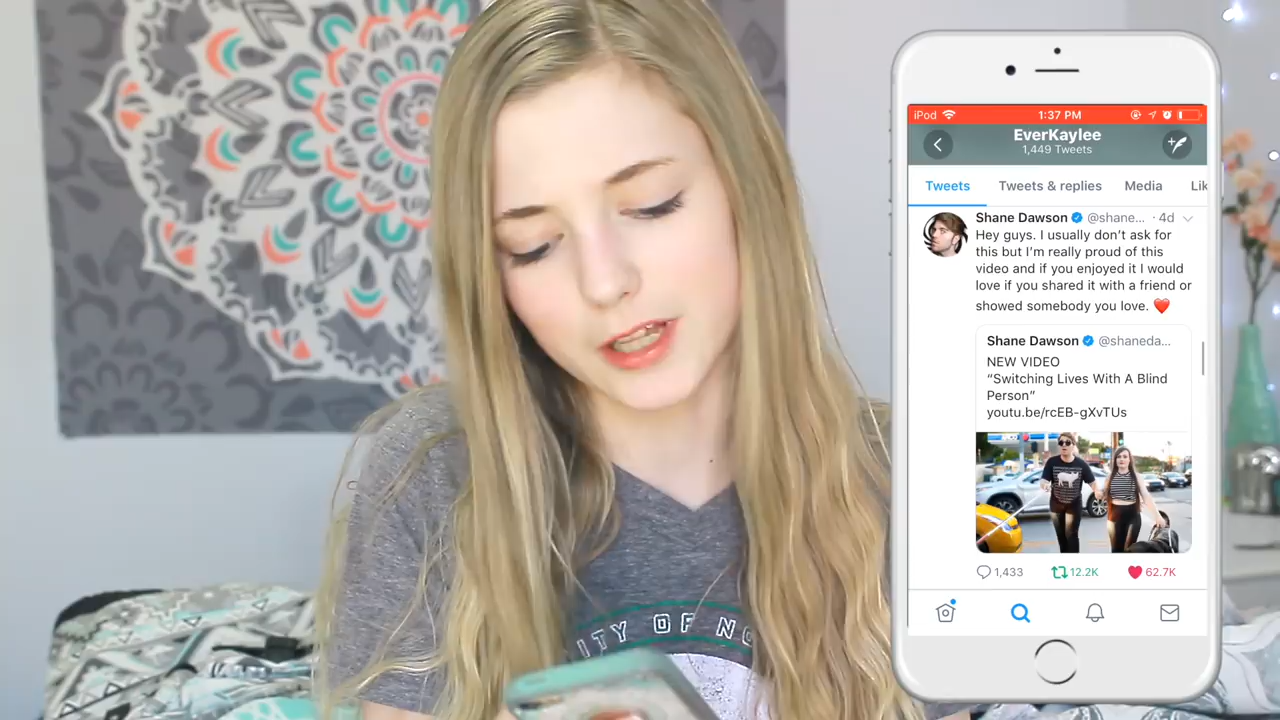 iPod
1:37 PM
EverKaylee
1,449 Tweets
Tweets
Tweets & replies
Media
Lik
Shane Dawson @shane... · 4d
Hey guys. I usually don't ask for
this but I'm really proud of this
video and if you enjoyed it I would
love if you shared it with a friend or
showed somebody you love. ❤️
Shane Dawson @shaneda...
NEW VIDEO
“Switching Lives With A Blind
Person”
youtu.be/rcEB-gXvTUs
1,433
12.2K
62.7K
ITY OF NO